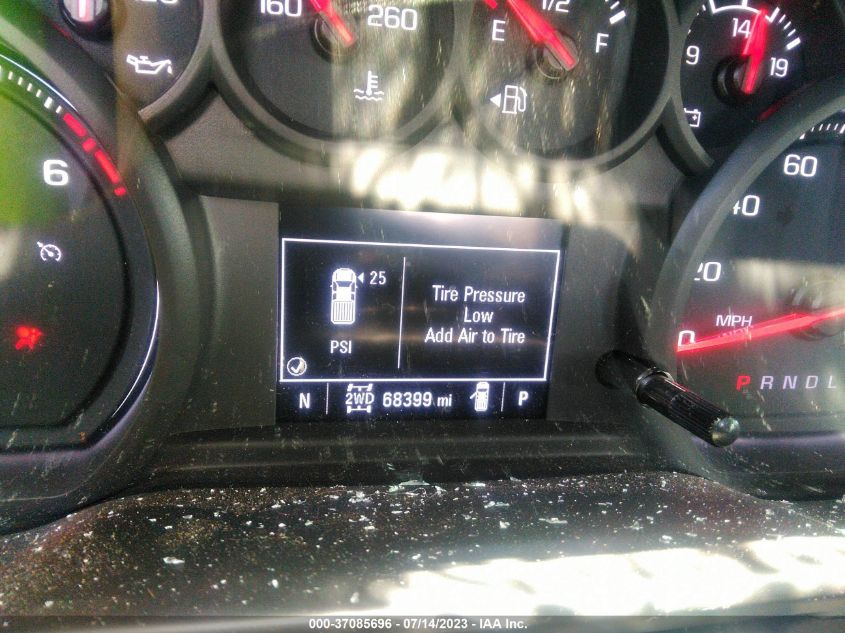 160
260
E
1/2
F
9
14
19
6
60
40
20
0
MPH
25
PSI
Tire Pressure
Low
Add Air to Tire
N
2WD
68399 mi
P
P R N D L
000-37085696 - 07/14/2023 - IAA Inc.